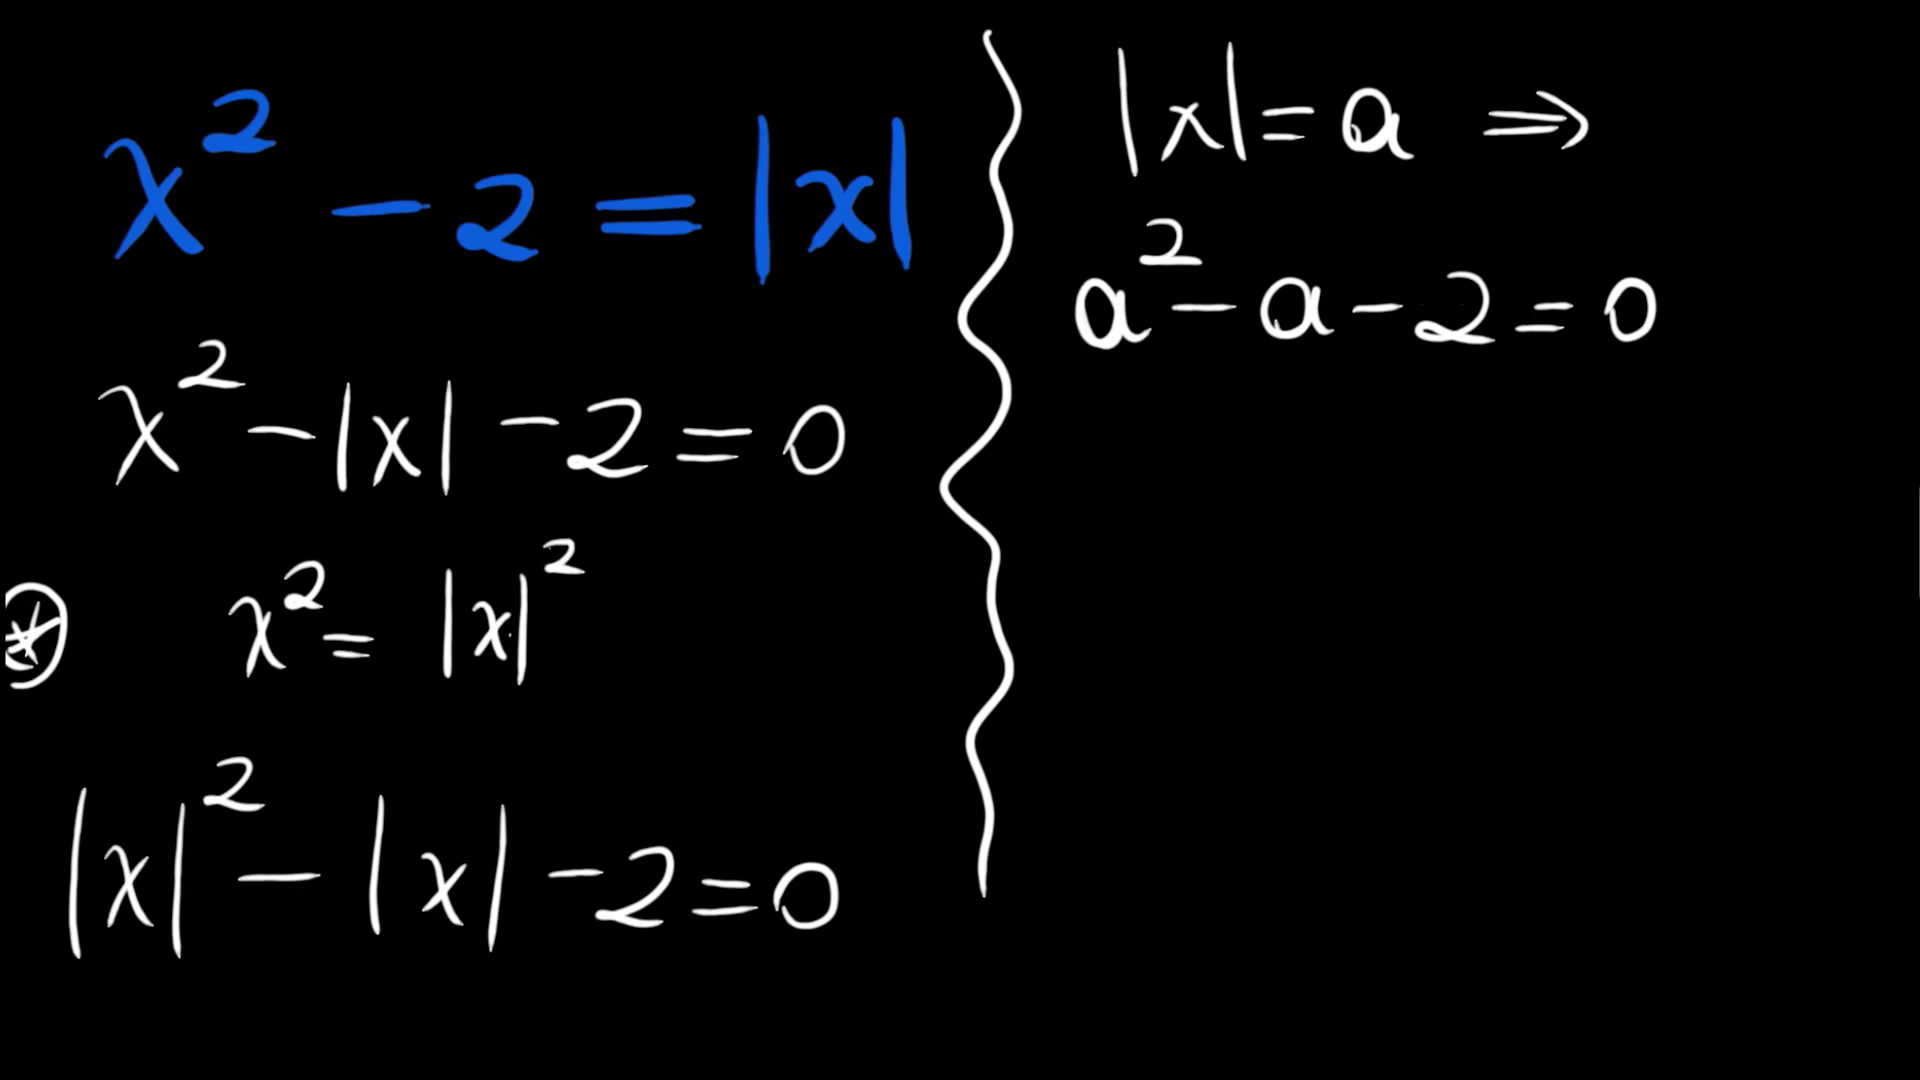 x² - 2 = |x|
x² - |x| - 2 = 0
* x² = |x|²
|x|² - |x| - 2 = 0
|x| = a ⇒
a² - a - 2 = 0